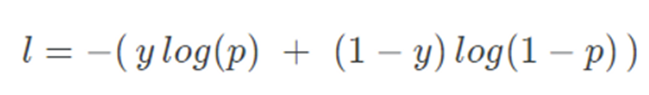 l = −( y log(p) + (1 − y) log(1 − p) )